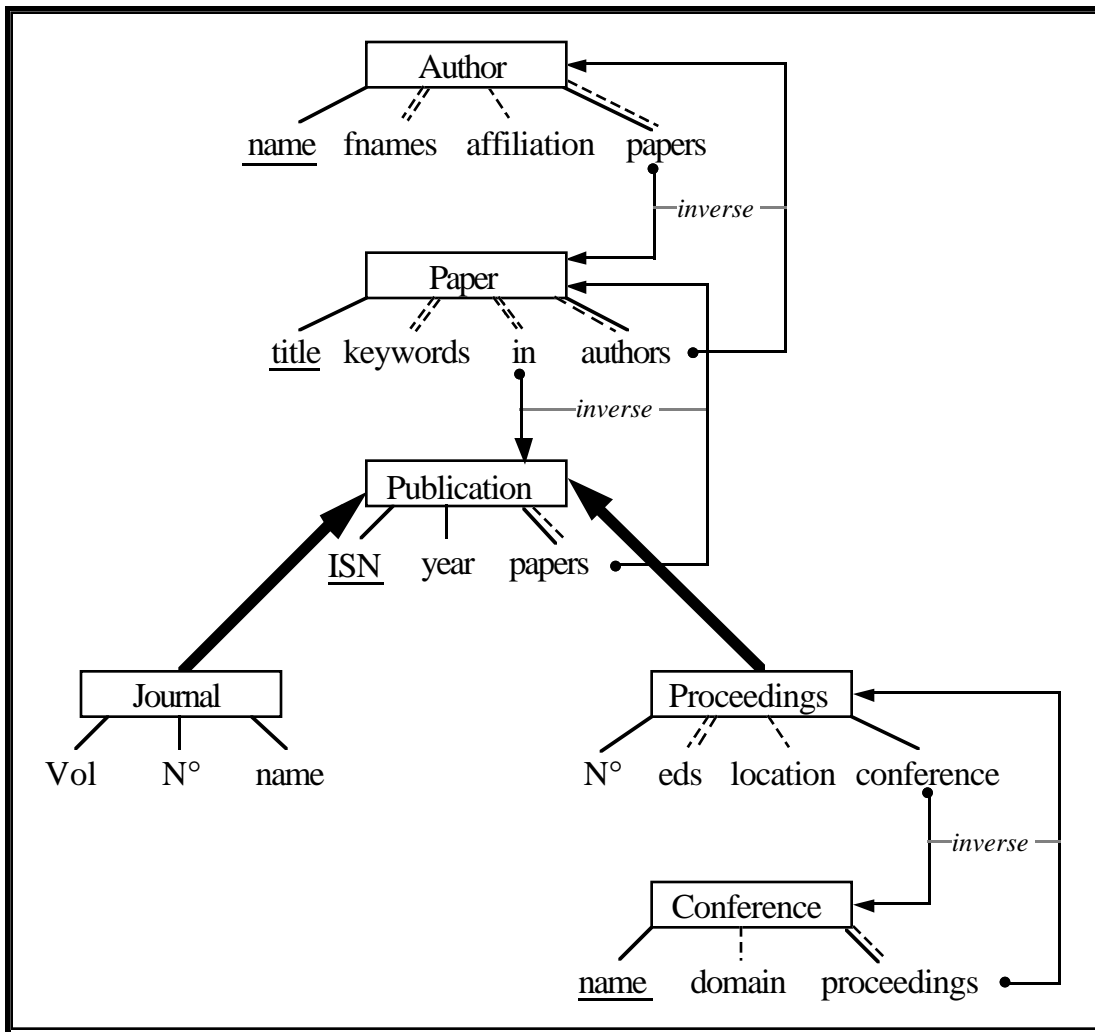 Author
name fnames affiliation papers
inverse
Paper
title keywords in authors
inverse
Publication
ISN year papers
Journal Proceedings
Vol N° name N° eds location conference
inverse
Conference
name domain proceedings